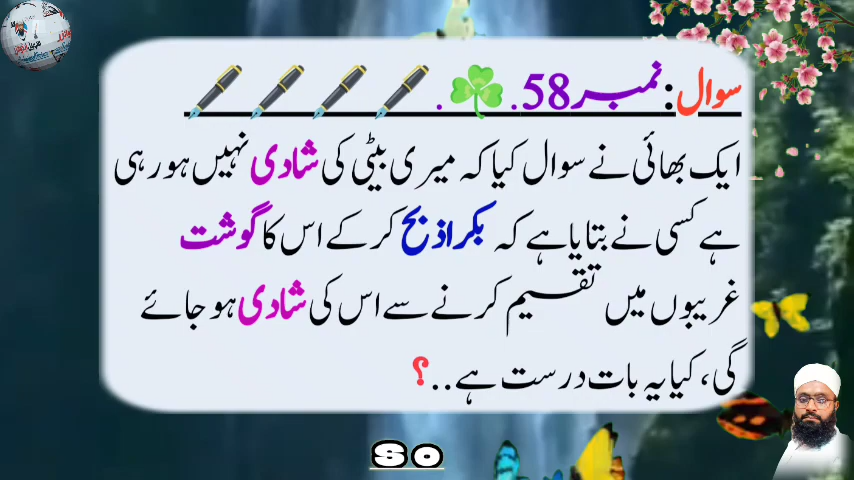 سوال:نمبر58.☘.
ایک بھائی نے سوال کیا کہ میری بیٹی کی شادی نہیں ہو رہی
ہے کسی نے بتایا ہے کہ بکرا ذبح کر کے اس کا گوشت
غریبوں میں تقسیم کرنے سے اس کی شادی ہو جائے
گی، کیا یہ بات درست ہے..؟
80